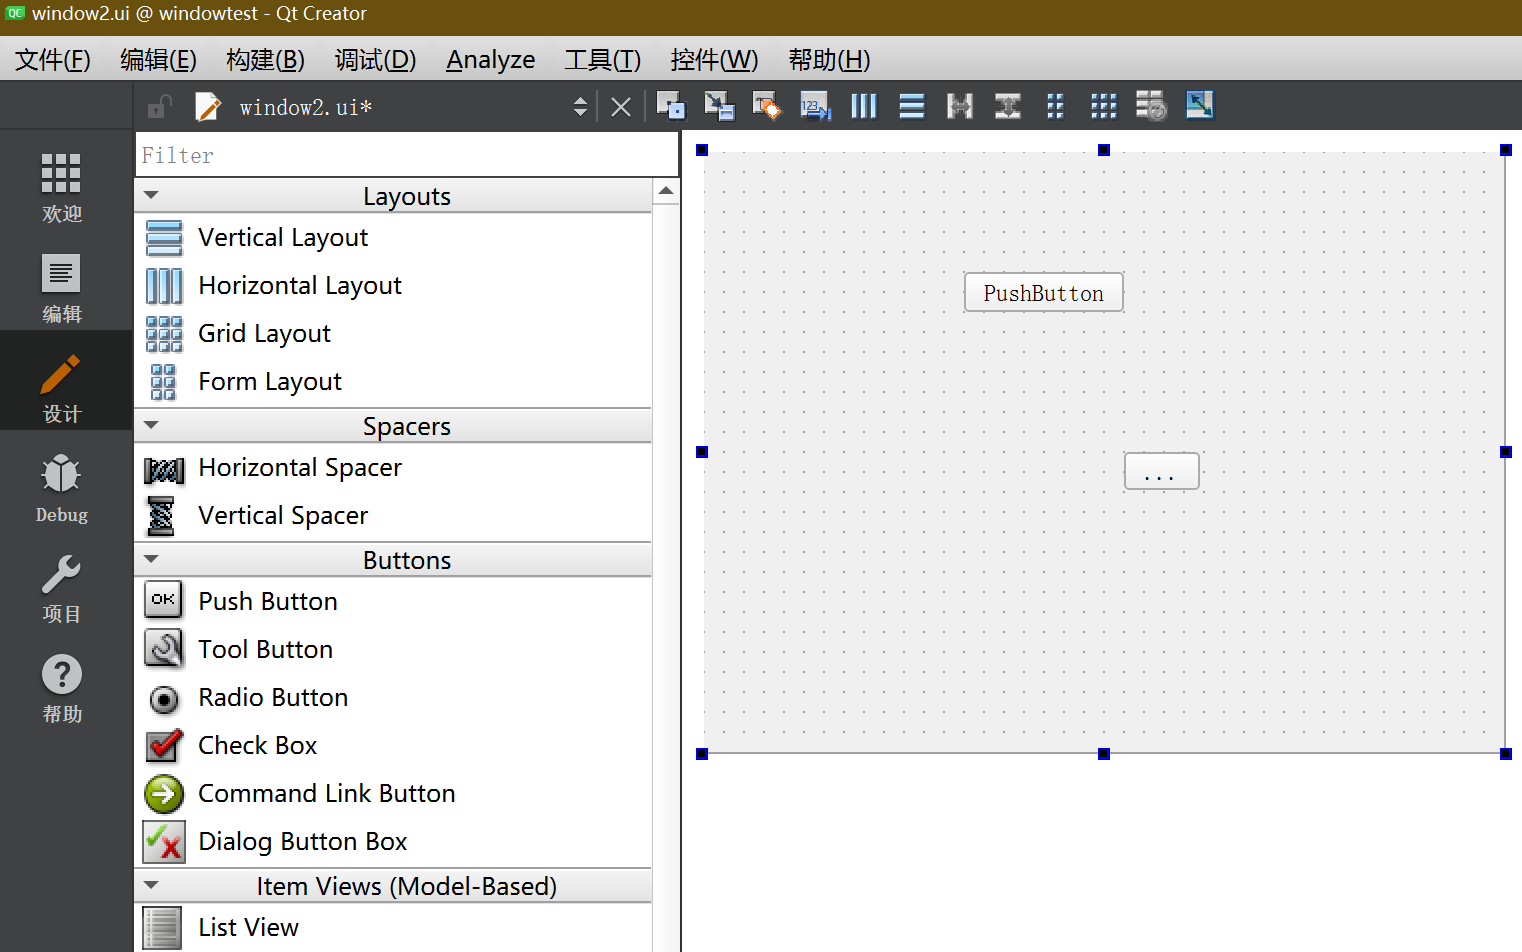 QC window2.ui @ windowtest - Qt Creator
文件(F) 编辑(E) 构建(B) 调试(D) Analyze 工具(T) 控件(W) 帮助(H)
window2.ui*
123
欢迎
编辑
设计
Debug
项目
?
帮助
Filter
Layouts
Vertical Layout
Horizontal Layout
Grid Layout
Form Layout
Spacers
Horizontal Spacer
Vertical Spacer
Buttons
OK Push Button
Tool Button
Radio Button
Check Box
Command Link Button
Dialog Button Box
Item Views (Model-Based)
List View
PushButton
...